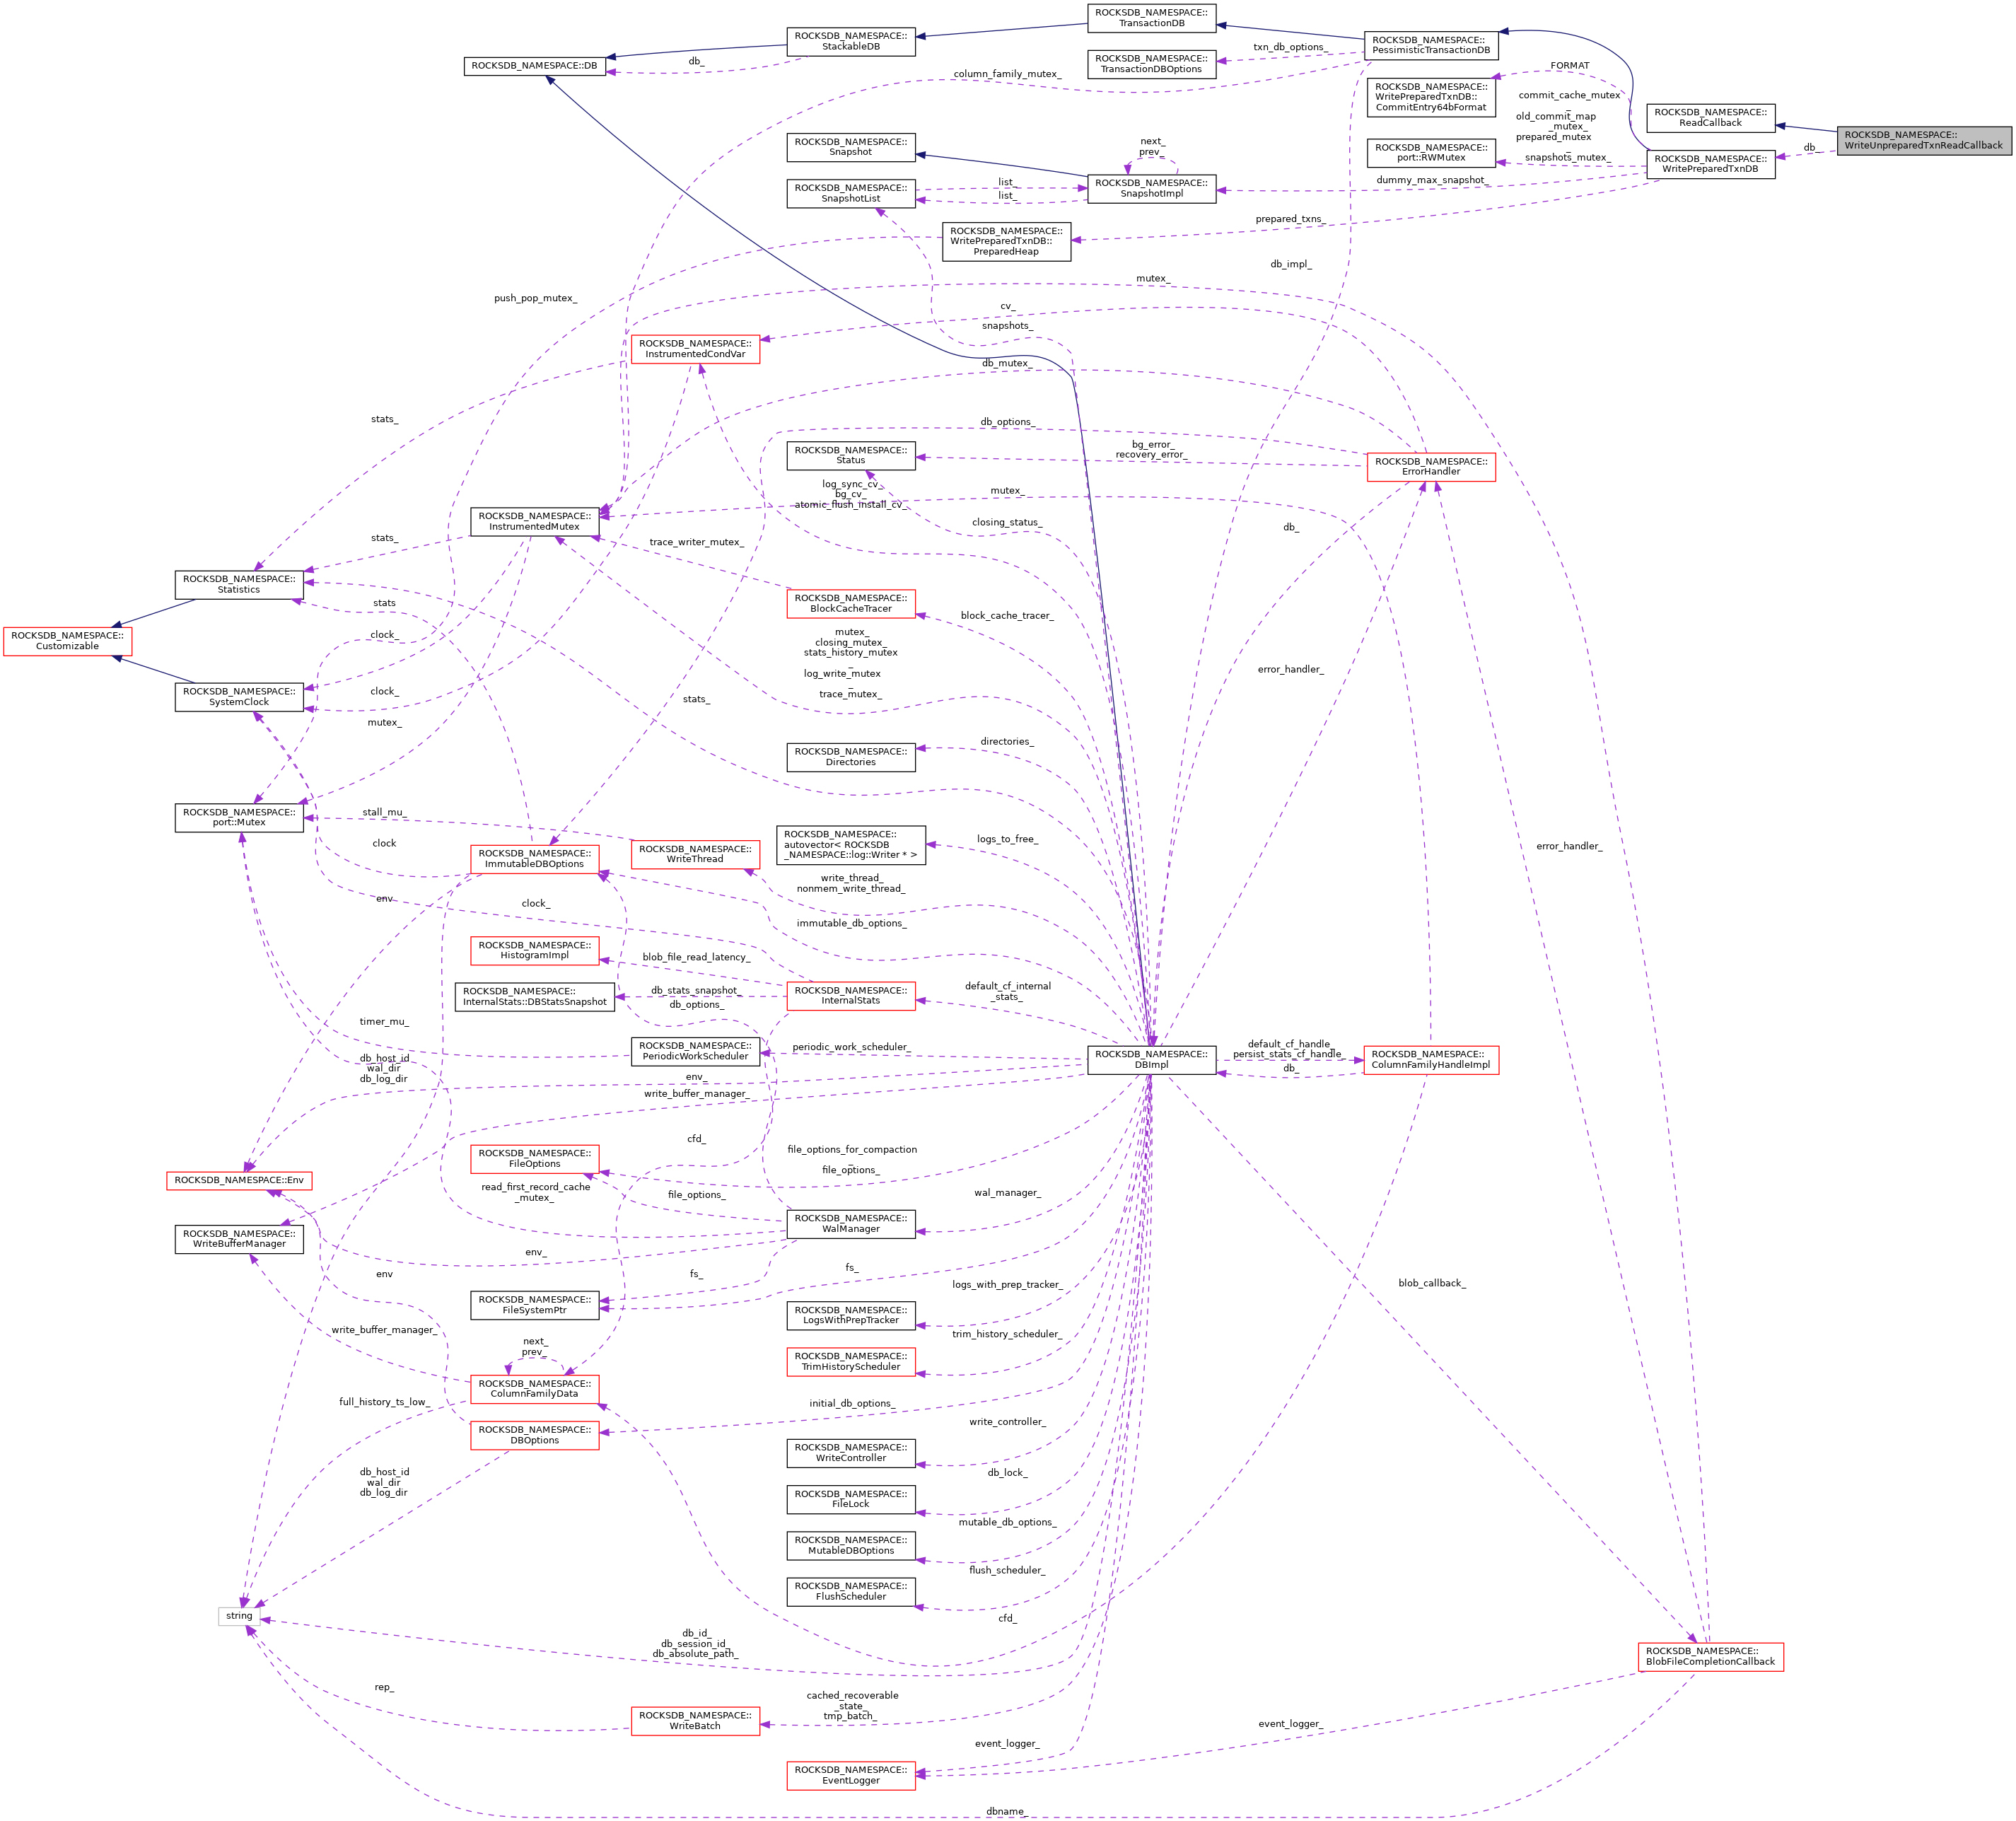 ROCKSDB_NAMESPACE::
TransactionDB
ROCKSDB_NAMESPACE::
StackableDB
ROCKSDB_NAMESPACE::DB
db_
ROCKSDB_NAMESPACE::
PessimisticTransactionDB
txn_db_options_
ROCKSDB_NAMESPACE::
TransactionDBOptions
column_family_mutex_
FORMAT
ROCKSDB_NAMESPACE::
WritePreparedTxnDB::
CommitEntry64bFormat
commit_cache_mutex
_
old_commit_map
_mutex_
prepared_mutex
_
snapshots_mutex_
ROCKSDB_NAMESPACE::
ReadCallback
ROCKSDB_NAMESPACE::
WriteUnpreparedTxnReadCallback
db_
ROCKSDB_NAMESPACE::
WritePreparedTxnDB
ROCKSDB_NAMESPACE::
port::RWMutex
ROCKSDB_NAMESPACE::
Snapshot
next_
prev_
ROCKSDB_NAMESPACE::
SnapshotImpl
dummy_max_snapshot_
ROCKSDB_NAMESPACE::
SnapshotList
list_
list_
prepared_txns_
ROCKSDB_NAMESPACE::
WritePreparedTxnDB::
PreparedHeap
db_impl_
mutex_
push_pop_mutex_
cv_
snapshots_
ROCKSDB_NAMESPACE::
InstrumentedCondVar
db_mutex_
stats_
db_options_
ROCKSDB_NAMESPACE::
Status
bg_error_
recovery_error_
ROCKSDB_NAMESPACE::
ErrorHandler
log_sync_cv_
bg_cv_
atomic_flush_install_cv_
mutex_
ROCKSDB_NAMESPACE::
InstrumentedMutex
closing_status_
db_
stats_
trace_writer_mutex_
ROCKSDB_NAMESPACE::
Statistics
stats
ROCKSDB_NAMESPACE::
BlockCacheTracer
block_cache_tracer_
ROCKSDB_NAMESPACE::
Customizable
clock_
mutex_
closing_mutex_
stats_history_mutex
_
log_write_mutex
_
trace_mutex_
error_handler_
ROCKSDB_NAMESPACE::
SystemClock
clock_
stats_
mutex_
ROCKSDB_NAMESPACE::
Directories
directories_
ROCKSDB_NAMESPACE::
port::Mutex
stall_mu_
ROCKSDB_NAMESPACE::
autovector< ROCKSDB
_NAMESPACE::log::Writer * >
logs_to_free_
clock
ROCKSDB_NAMESPACE::
ImmutableDBOptions
ROCKSDB_NAMESPACE::
WriteThread
error_handler_
write_thread_
nonmem_write_thread_
env
clock_
immutable_db_options_
ROCKSDB_NAMESPACE::
HistogramImpl
blob_file_read_latency_
ROCKSDB_NAMESPACE::
InternalStats::DBStatsSnapshot
db_stats_snapshot_
ROCKSDB_NAMESPACE::
InternalStats
default_cf_internal
_stats_
db_options_
timer_mu_
ROCKSDB_NAMESPACE::
PeriodicWorkScheduler
periodic_work_scheduler_
ROCKSDB_NAMESPACE::
DBImpl
default_cf_handle_
persist_stats_cf_handle_
db_
ROCKSDB_NAMESPACE::
ColumnFamilyHandleImpl
db_host_id
wal_dir
db_log_dir
env_
write_buffer_manager_
cfd_
ROCKSDB_NAMESPACE::
FileOptions
file_options_for_compaction
_
file_options_
ROCKSDB_NAMESPACE::Env
read_first_record_cache
_mutex_
file_options_
wal_manager_
ROCKSDB_NAMESPACE::
WalManager
ROCKSDB_NAMESPACE::
WriteBufferManager
env_
env
fs_
fs_
blob_callback_
ROCKSDB_NAMESPACE::
FileSystemPtr
logs_with_prep_tracker_
ROCKSDB_NAMESPACE::
LogsWithPrepTracker
write_buffer_manager_
next_
prev_
trim_history_scheduler_
ROCKSDB_NAMESPACE::
TrimHistoryScheduler
ROCKSDB_NAMESPACE::
ColumnFamilyData
full_history_ts_low_
initial_db_options_
ROCKSDB_NAMESPACE::
DBOptions
write_controller_
ROCKSDB_NAMESPACE::
WriteController
db_host_id
wal_dir
db_log_dir
db_lock_
ROCKSDB_NAMESPACE::
FileLock
mutable_db_options_
ROCKSDB_NAMESPACE::
MutableDBOptions
flush_scheduler_
ROCKSDB_NAMESPACE::
FlushScheduler
string
cfd_
db_id_
db_session_id_
db_absolute_path_
ROCKSDB_NAMESPACE::
BlobFileCompletionCallback
rep_
ROCKSDB_NAMESPACE::
WriteBatch
cached_recoverable
_state_
tmp_batch_
event_logger_
event_logger_
ROCKSDB_NAMESPACE::
EventLogger
dbname_